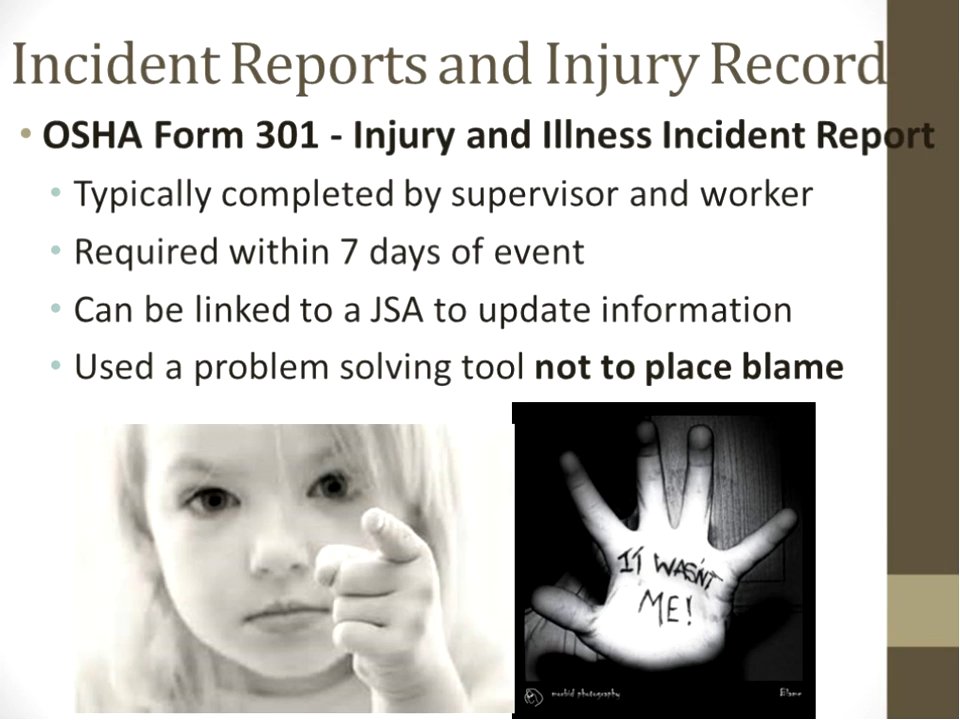 Incident Reports and Injury Record
• OSHA Form 301 - Injury and Illness Incident Report
• Typically completed by supervisor and worker
• Required within 7 days of event
• Can be linked to a JSA to update information
• Used a problem solving tool not to place blame
IT WASN'T
ME!
morbid photography
Blame